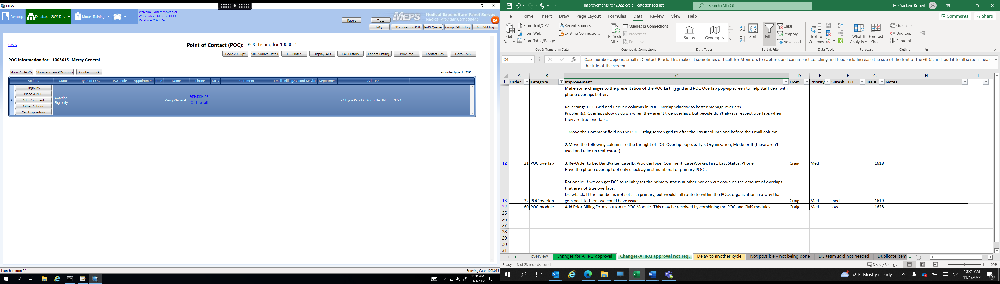 MEPS
Desktop
Database: 2021 Dev
Mode: Training
Welcome Robert McCracker
Workstation: MOD-VDI1399
Database: 2021 Dev
Revert
Trace
MEPS
Medical Expenditure Panel Survey
Medical Provider Component
36
FAQs
SBD conversion PDF
PATS Queues
Group Call History
Add VM Log
Cases
Point of Contact (POC): POC Listing for 1003015
Code 290 Rpt
SBD Source Detail
DR Notes
Display-AFs
Call History
Patient Listing
Prov Info
Contact Grp
Goto CMS
POC Information for: 1003015 Mercy General
Show All POCs
Show Primary POCs only
Contact Block
Provider type: HOSP
Actions Status Type of POC POC Role Appointment Title Name Phone Fax # Comment Email Billing/Record Service Department Address
Eligibility
Need a POC
Add Comment
Other Actions
Call Disposition
Awaiting
Eligibility
Mercy General
865-555-1234
Click to call
472 Hyde Park Dr, Knoxville, TN 37915
Launched from C:\
Entering Case: 1003015
10:31 AM
11/1/2022
Improvements for 2022 cycle - categorized list
Search (Alt+Q)
McCracken, Robert
File Home Insert Draw Page Layout Formulas Data Review View Help
Comments
Share
Get
Data
From Text/CSV
From Web
From Table/Range
Recent Sources
Existing Connections
Get & Transform Data
Refresh
All
Queries & Connections
Properties
Edit Links
Queries & Connections
Stocks
Geography
Data Types
Sort
Filter
Clear
Reapply
Advanced
Sort & Filter
Text to
Columns
Data Tools
What-If
Analysis
Forecast
Sheet
Forecast
Group
Ungroup
Subtotal
Outline
C4
fx
Case number appears small in Contact Block. This makes it sometimes difficult for Monitors to capture, and can impact coaching and feedback. Increase the size of the font of the GID#, and add it to all screens near
the title of the screen.
A B C D E F G H I
1 Order Category Improvement From Priority Suresh - LOE Jira # Notes
Make some changes to the presentation of the POC Listing grid and POC Overlap pop-up screen to help staff deal with
phone overlaps better:
Re-arrange POC Grid and Reduce columns in POC Overlap window to better manage overlaps
Problem(s): Overlaps slow us down when they aren't true overlaps, but people don't always respect overlaps when
they are true overlaps.
1.Move the Comment field on the POC Listing screen grid to after the Fax # column and before the Email column.
2.Move the following columns to the far right of POC Overlap pop-up: Typ, Organization, Mode or It (these aren't
used and take up real-estate)
12 31 POC overlap 3.Re-Order to be: BandValue, CaseID, ProviderType, Comment, CaseWorker, First, Last Status, Phone Craig Med 1618
Have the phone overlap tool only check against numbers for primary POCs.
Rationale: If we can get DCS to reliably set the primary status number, we can cut down on the amount of overlaps
that are not true overlaps.
Drawback: If the number is not set as a primary, but would still route to within the POCs organization in a way that
13 32 POC overlap gets back to them we could have issues. Craig Med med 1619
22 60 POC module Add Prior Billing Forms button to POC Module. This may be resolved by combining the POC and CMS modules. Craig Med low 1628
25
26
27
28
29
30
31
overview
Changes for AHRQ approval
Changes-AHRQ approval not req.
Delay to another cycle
Not possible - not being done
DC team said not needed
Duplicate item
...
Ready 3 of 23 records found
Display Settings
100%
62°F Mostly cloudy
10:31 AM
11/1/2022
9